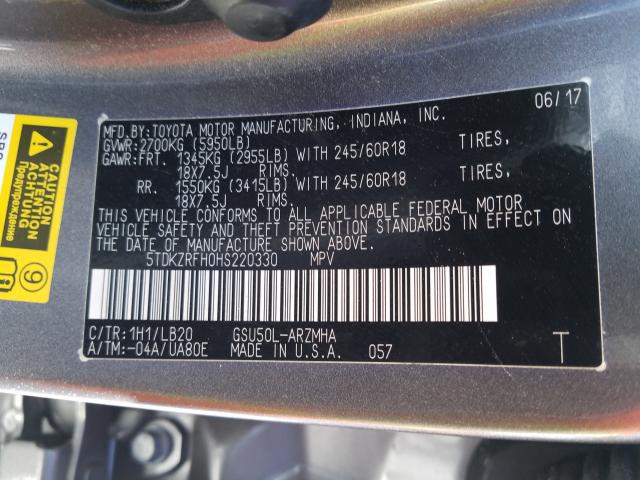 06/17
MFD.BY:TOYOTA MOTOR MANUFACTURING, INDIANA, INC.
GVWR:2700KG (5950LB)
GAWR:FRT. 1345KG (2955LB) WITH 245/60R18 TIRES,
18X7.5J RIMS.
RR. 1550KG (3415LB) WITH 245/60R18 TIRES,
18X7.5J RIMS.
THIS VEHICLE CONFORMS TO ALL APPLICABLE FEDERAL MOTOR
VEHICLE SAFETY AND THEFT PREVENTION STANDARDS IN EFFECT ON
THE DATE OF MANUFACTURE SHOWN ABOVE.
5TDKZRFH0HS220330 MPV
C/TR:1H1/LB20 GSU50L-ARZMHA
A/TM:-04A/UA80E MADE IN U.S.A. 057 T
CAUTION
ATTENTION
ACHTUNG
Предупреждение
9
SRS